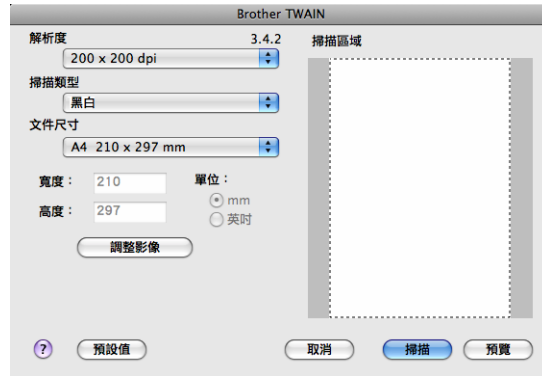 Brother TWAIN
解析度 3.4.2
200 x 200 dpi
掃描類型
黑白
文件尺寸
A4 210 x 297 mm
寬度： 210
高度： 297
單位：
mm
英吋
調整影像
掃描區域
? 預設值 取消 掃描 預覽